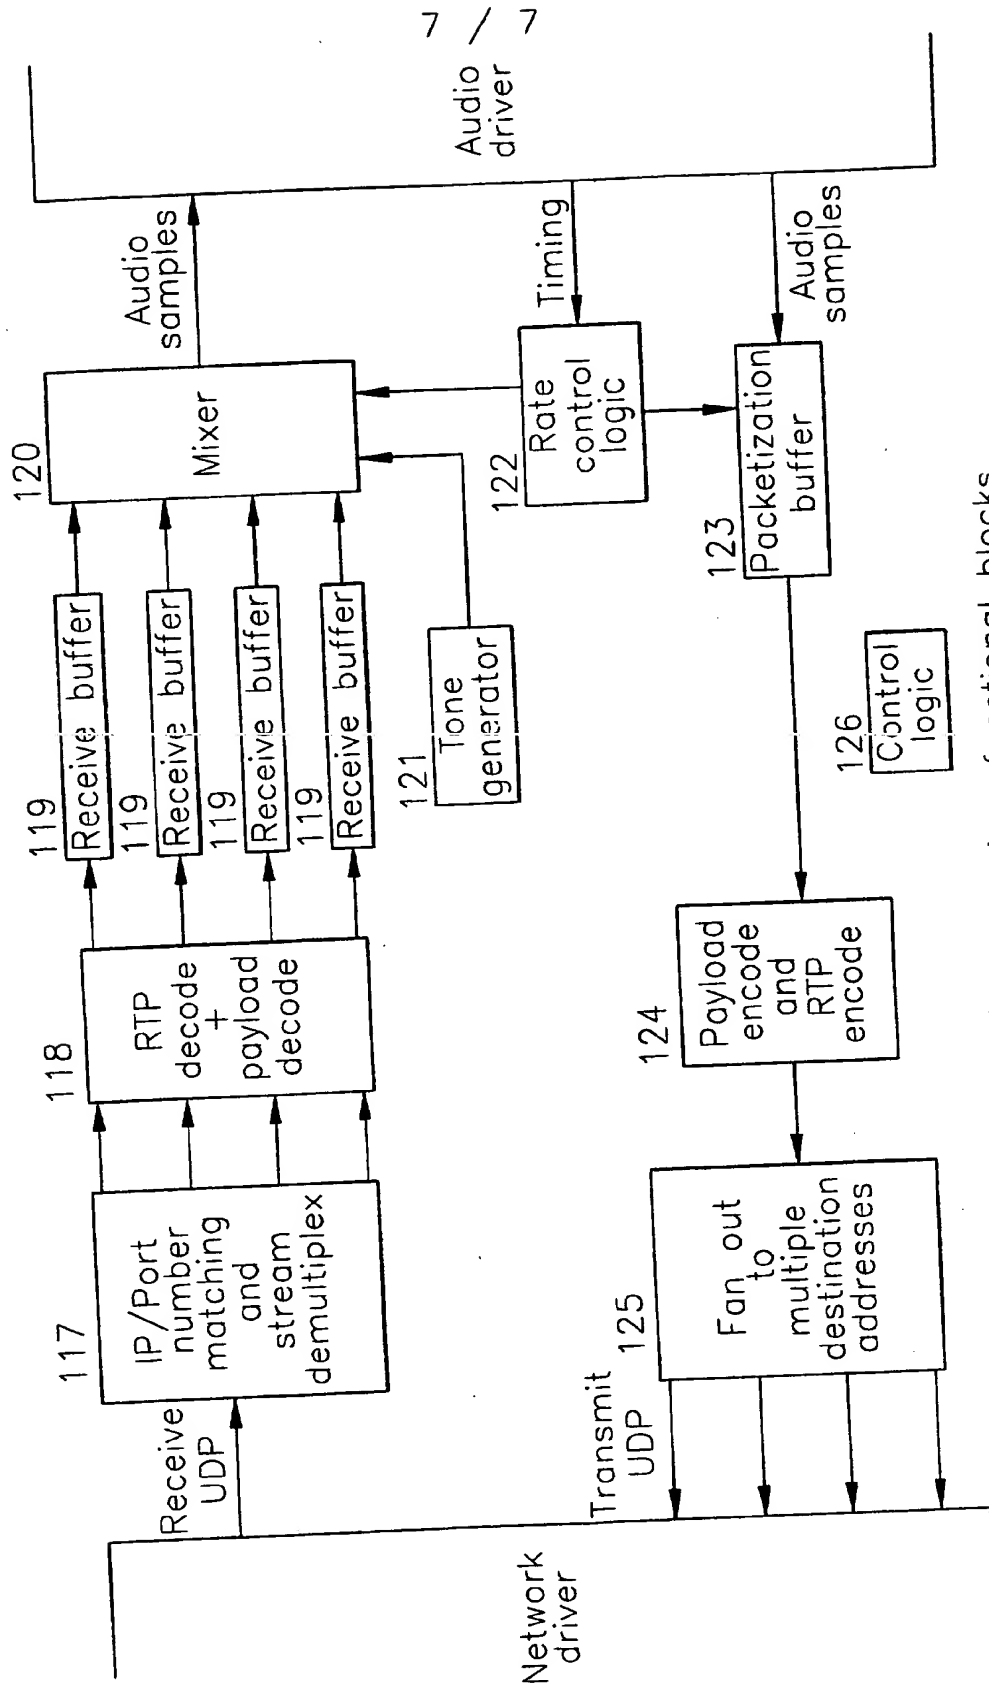 7 / 7
Network
driver
Receive
UDP
117
IP/Port
number
matching
and
stream
demultiplex
118
RTP
decode
+
payload
decode
119
Receive buffer
119
Receive buffer
119
Receive buffer
119
Receive buffer
120
Mixer
Audio
samples
Audio
driver
121
Tone
generator
122
Rate
control
logic
Timing
123
Packetization
buffer
Audio
samples
124
Payload
encode
and
RTP
encode
125
Fan out
to
multiple
destination
addresses
Transmit
UDP
126
Control
logic
blocks